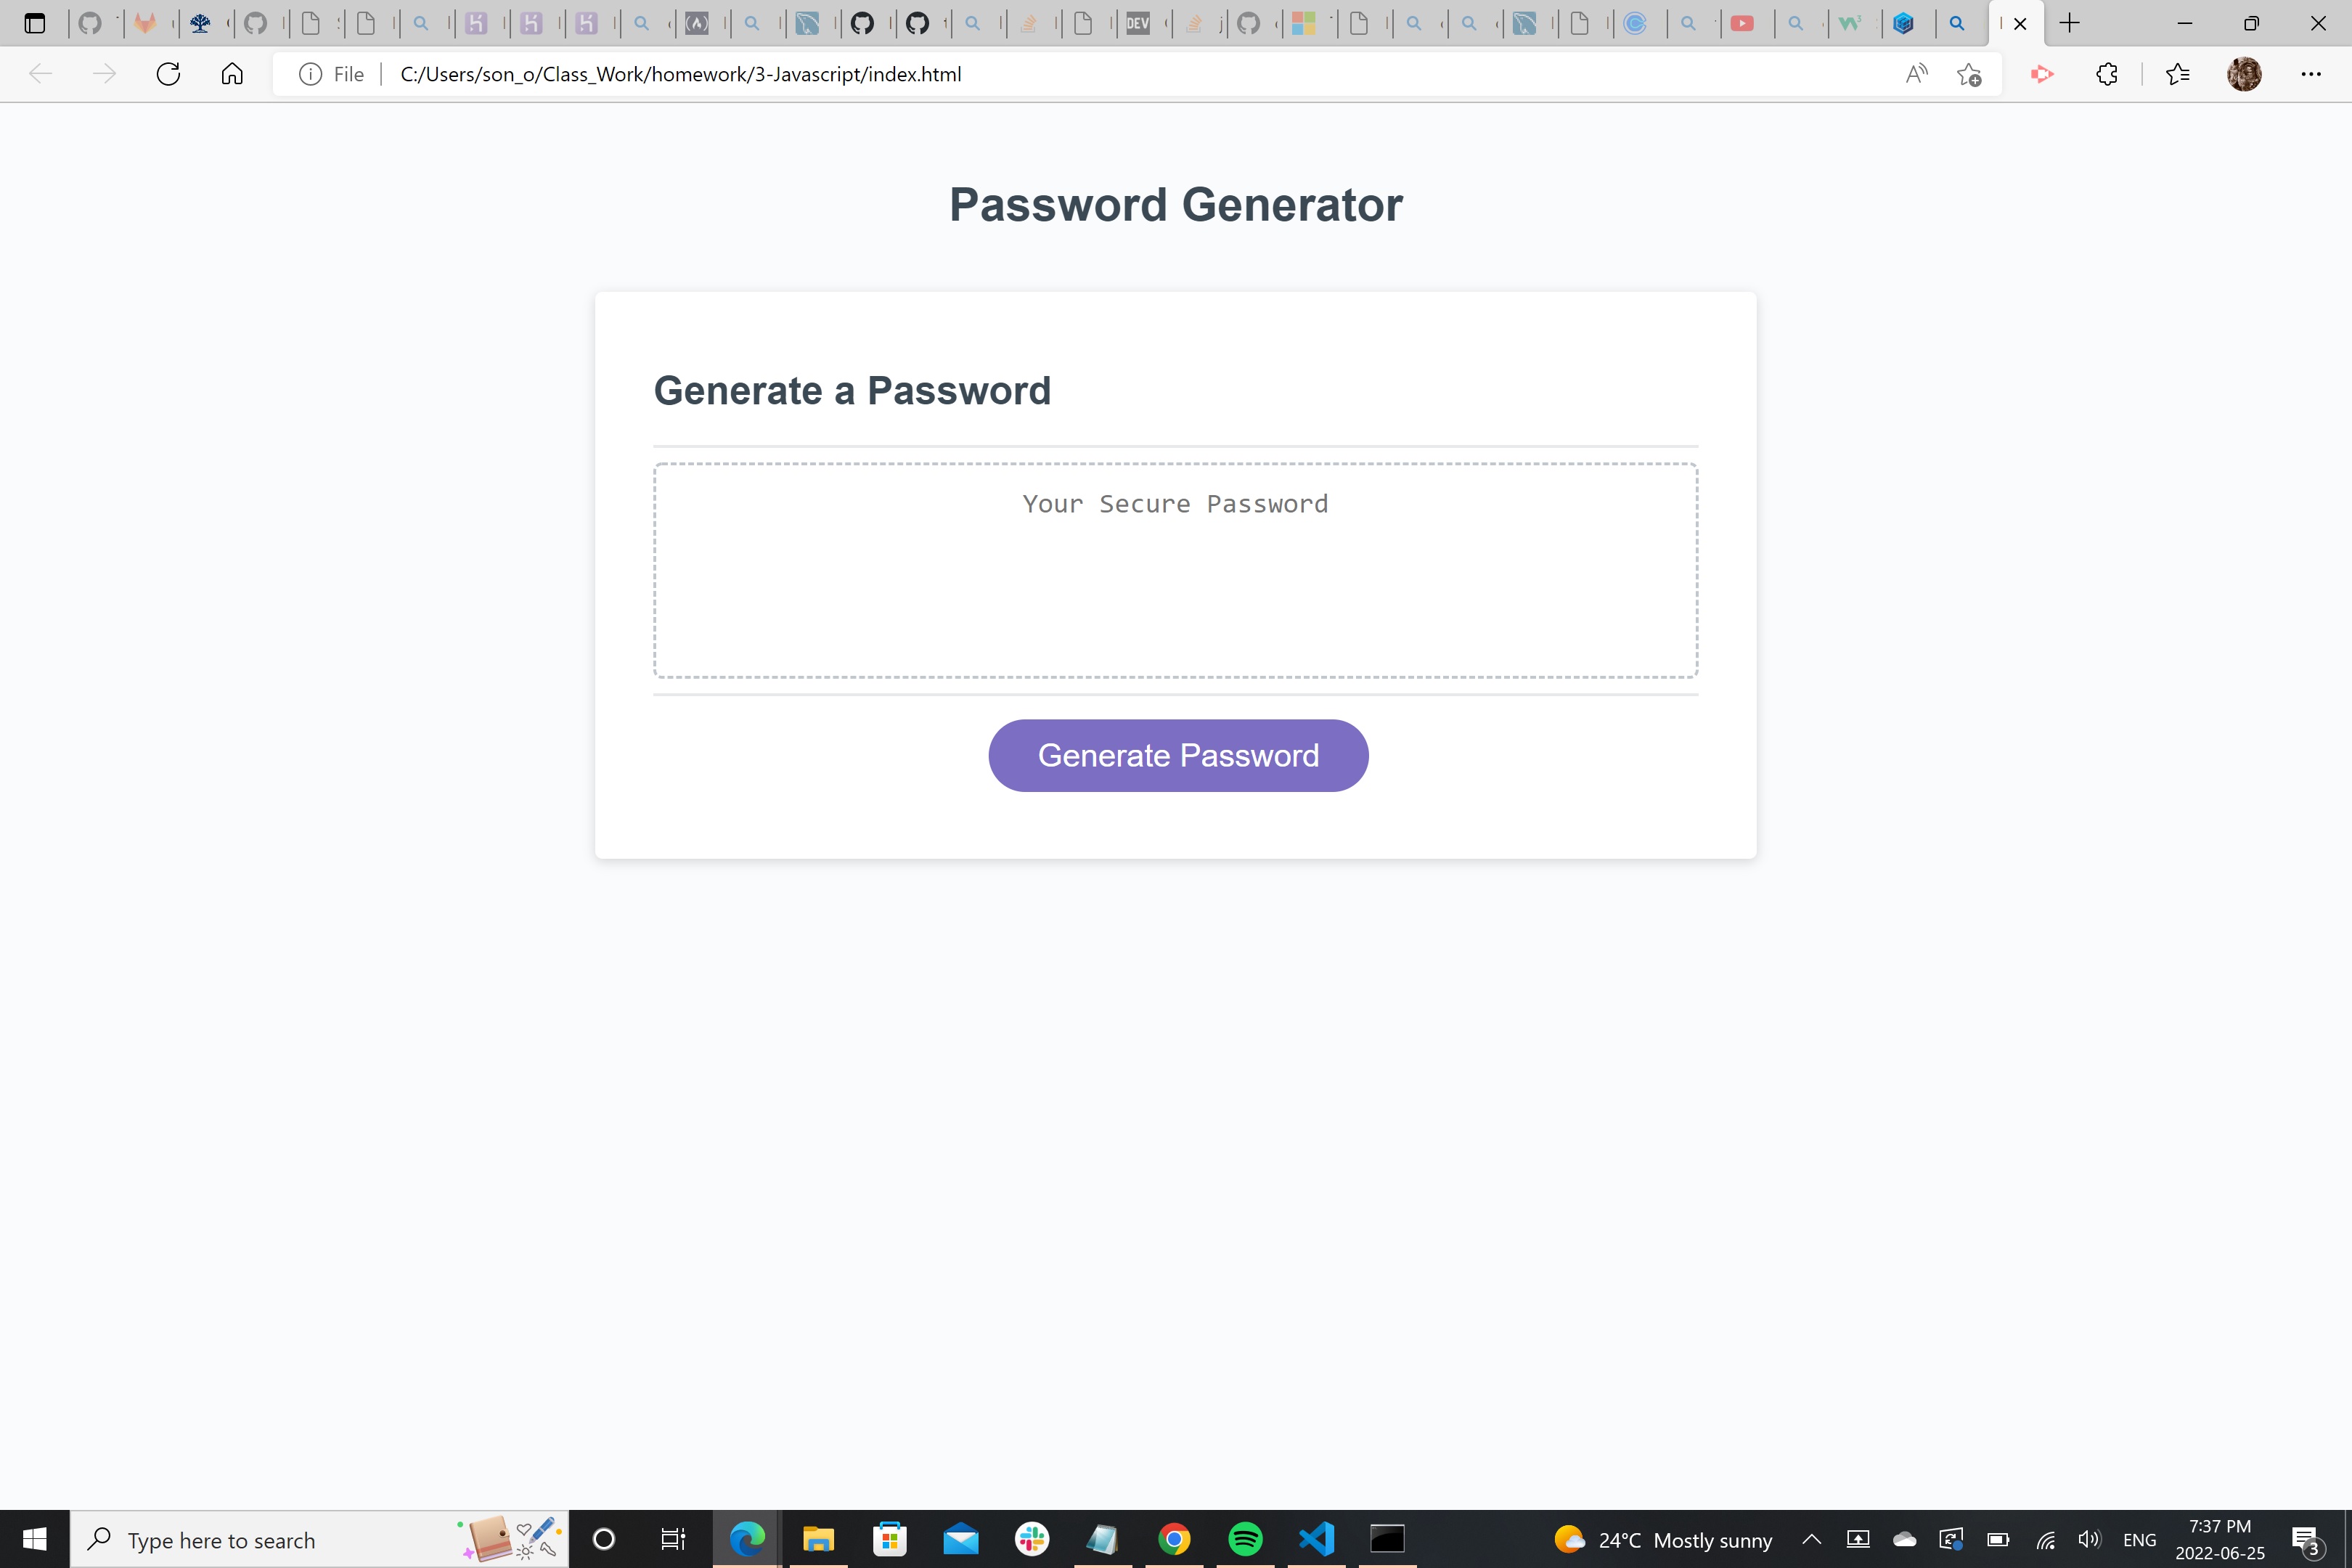 File
C:/Users/son_o/Class_Work/homework/3-Javascript/index.html
Password Generator
Generate a Password
Your Secure Password
Generate Password
Type here to search
24°C Mostly sunny
ENG
7:37 PM
2022-06-25
3
DEV